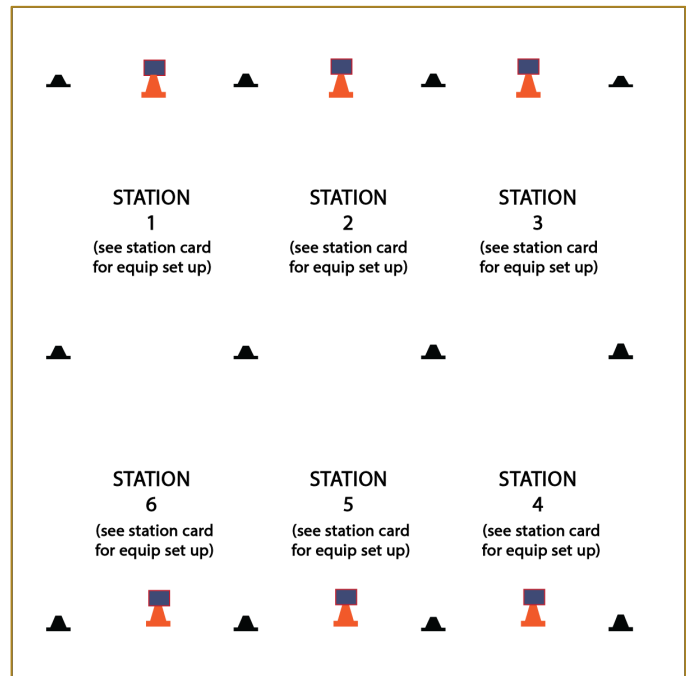 STATION
1
(see station card
for equip set up)
STATION
2
(see station card
for equip set up)
STATION
3
(see station card
for equip set up)
STATION
6
(see station card
for equip set up)
STATION
5
(see station card
for equip set up)
STATION
4
(see station card
for equip set up)